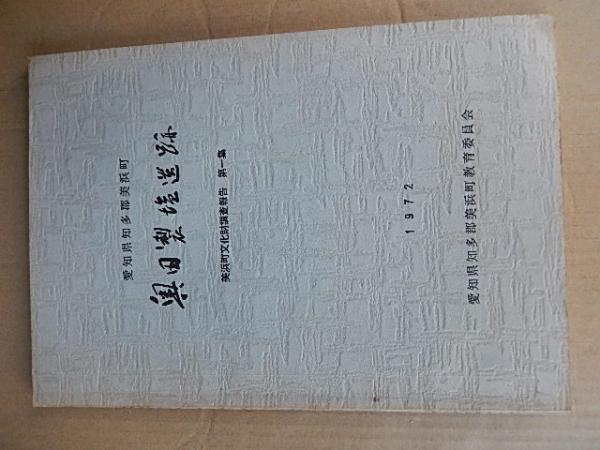 愛知県知多郡美浜町
奥田製塩遺跡
美浜町文化財調査報告 第一集
1972
愛知県知多郡美浜町教育委員会